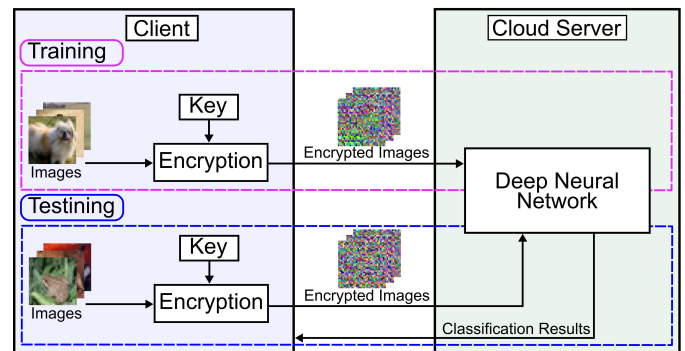 Client
Cloud Server
Training
Key
Encryption
Images
Encrypted Images
Deep Neural
Network
Testining
Key
Encryption
Images
Encrypted Images
Classification Results